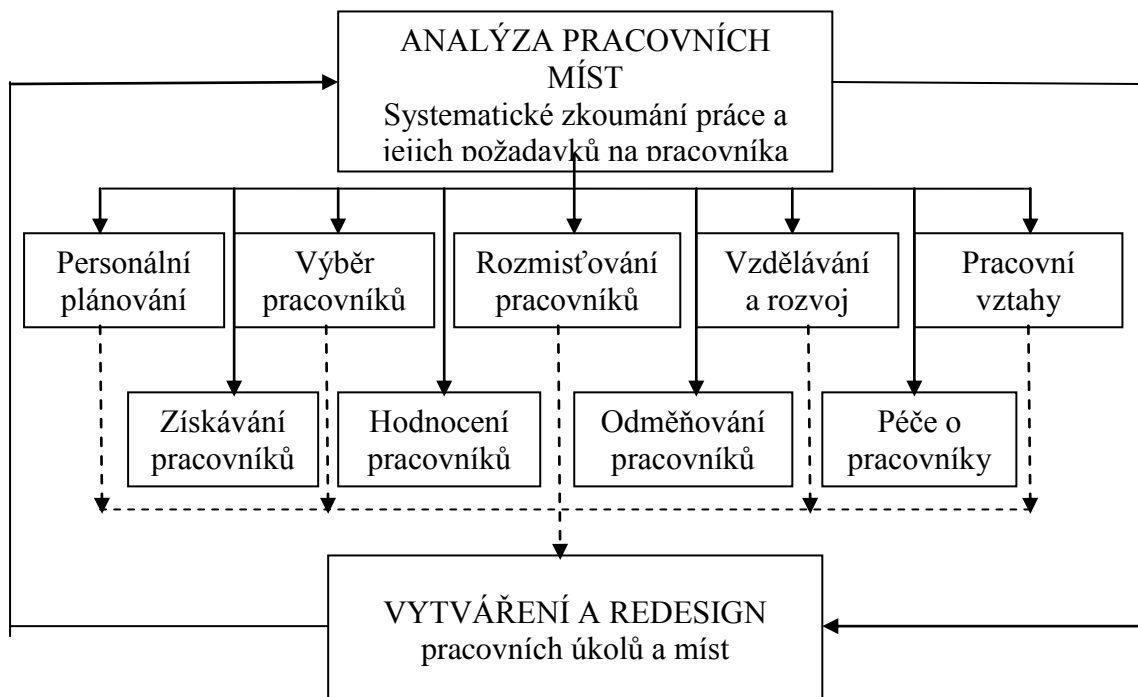 ANALÝZA PRACOVNÍCH
MÍST
Systematické zkoumání práce a
jejich požadavků na pracovníka
Personální
plánování
Výběr
pracovníků
Rozmisťování
pracovníků
Vzdělávání
a rozvoj
Pracovní
vztahy
Získávání
pracovníků
Hodnocení
pracovníků
Odměňování
pracovníků
Péče o
pracovníky
VYTVÁŘENÍ A REDESIGN
pracovních úkolů a míst